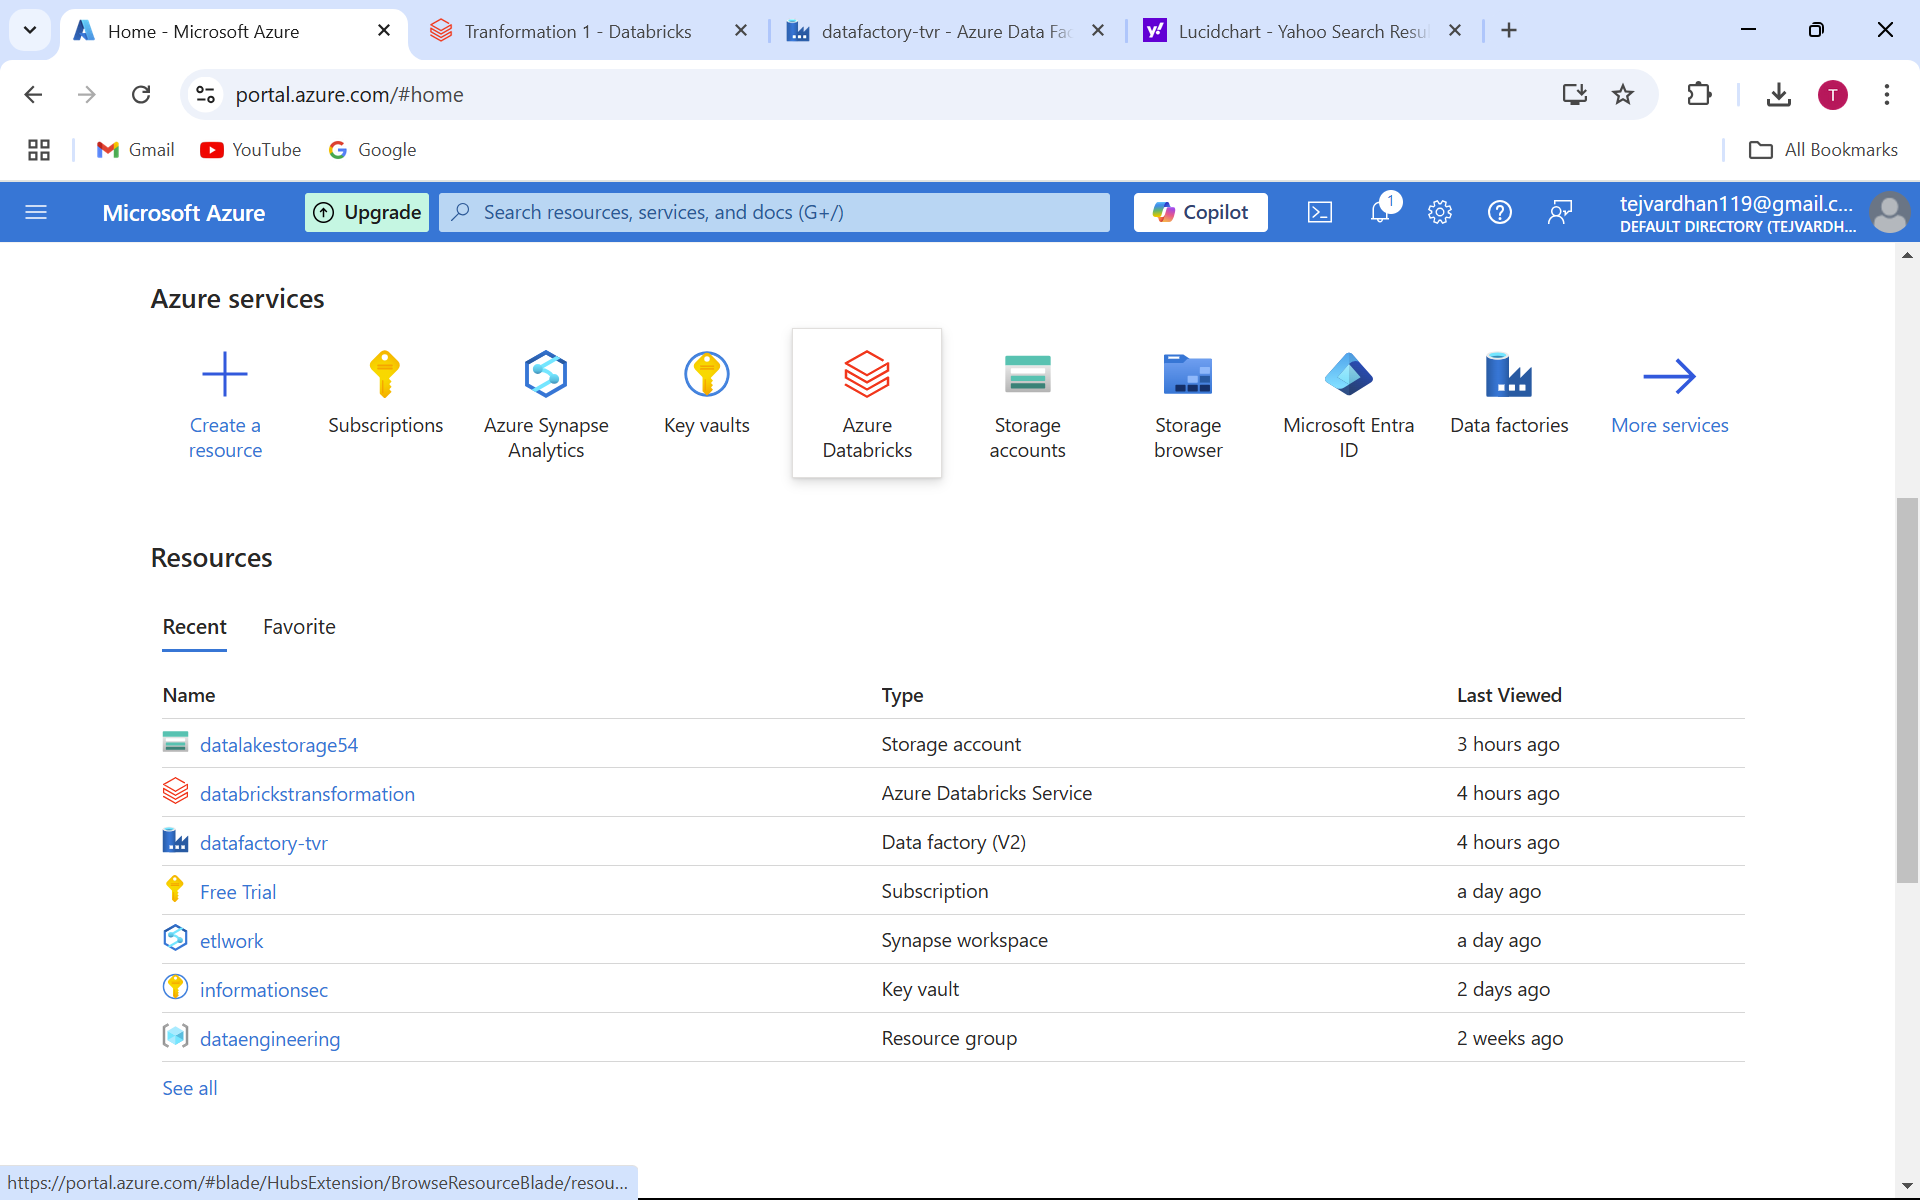 Home - Microsoft Azure
Tranformation 1 - Databricks
datafactory-tvr - Azure Data Fac
Lucidchart - Yahoo Search Resul
portal.azure.com/#home
T
Gmail
YouTube
Google
All Bookmarks
Microsoft Azure
Upgrade
Search resources, services, and docs (G+/)
Copilot
1
tejvardhan119@gmail.c...
DEFAULT DIRECTORY (TEJVARDH...
Azure services
Create a resource
Subscriptions
Azure Synapse Analytics
Key vaults
Azure Databricks
Storage accounts
Storage browser
Microsoft Entra ID
Data factories
More services
Resources
Recent Favorite
Name Type Last Viewed
datalakestorage54 Storage account 3 hours ago
databrickstransformation Azure Databricks Service 4 hours ago
datafactory-tvr Data factory (V2) 4 hours ago
Free Trial Subscription a day ago
etlwork Synapse workspace a day ago
informationsec Key vault 2 days ago
dataengineering Resource group 2 weeks ago
See all
https://portal.azure.com/#blade/HubsExtension/BrowseResourceBlade/resou...